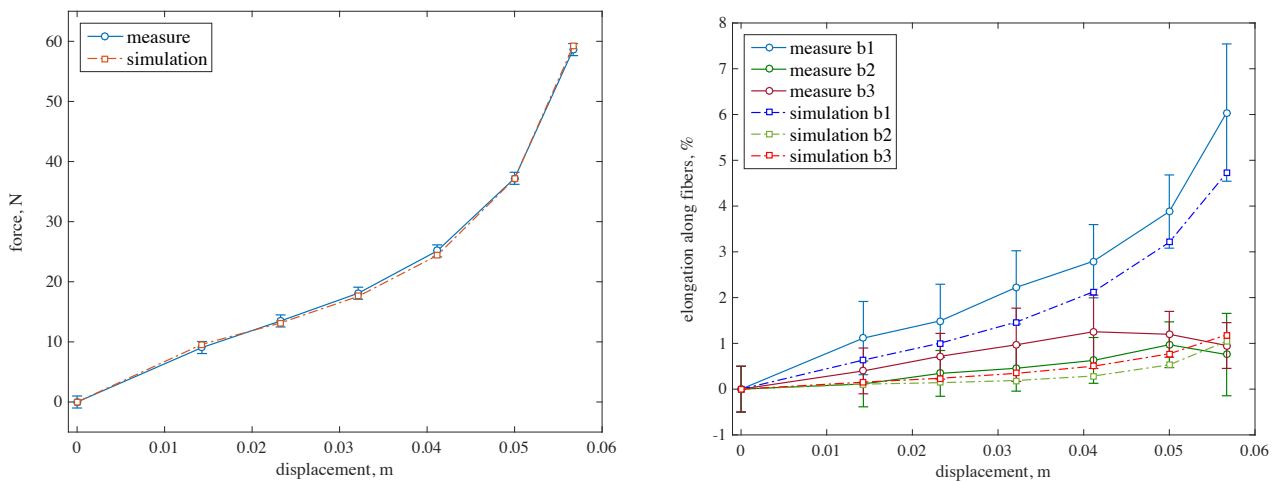 60
50
40
30
20
10
0
force, N
measure
simulation
0
0.01
0.02
0.03
0.04
0.05
0.06
displacement, m
8
7
6
5
4
3
2
1
0
-1
elongation along fibers, %
measure b1
measure b2
measure b3
simulation b1
simulation b2
simulation b3
0
0.01
0.02
0.03
0.04
0.05
0.06
displacement, m